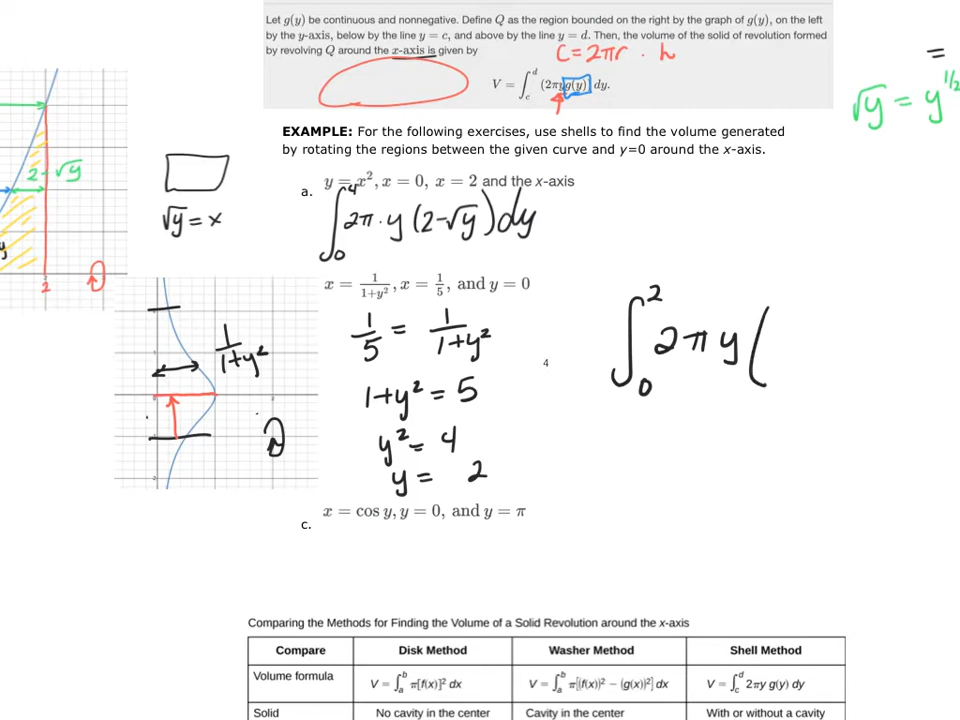 Let g(y) be continuous and nonnegative. Define Q as the region bounded on the right by the graph of g(y), on the left
by the y-axis, below by the line y = c, and above by the line y = d. Then, the volume of the solid of revolution formed
by revolving Q around the x-axis is given by
C = 2πr · h
V = ∫_c^d (2πy g(y)) dy.
=
√y = y^{1/2}
EXAMPLE: For the following exercises, use shells to find the volume generated
by rotating the regions between the given curve and y=0 around the x-axis.
a. y = x², x = 0, x = 2 and the x-axis
2 - √y
√y = x
∫_0^4 2π · y (2-√y) dy
y
2
x = 1/(1+y²), x = 1/5, and y = 0
1/5 = 1/(1+y²)
1/(1+y²)
∫_0^2 2π y (
4
1+y² = 5
y² = 4
y = 2
c. x = cos y, y = 0, and y = π
Comparing the Methods for Finding the Volume of a Solid Revolution around the x-axis
Compare Disk Method Washer Method Shell Method
Volume formula V = ∫_a^b π[f(x)]² dx V = ∫_a^b π[(f(x))² − (g(x))²] dx V = ∫_c^d 2πy g(y) dy
Solid No cavity in the center Cavity in the center With or without a cavity